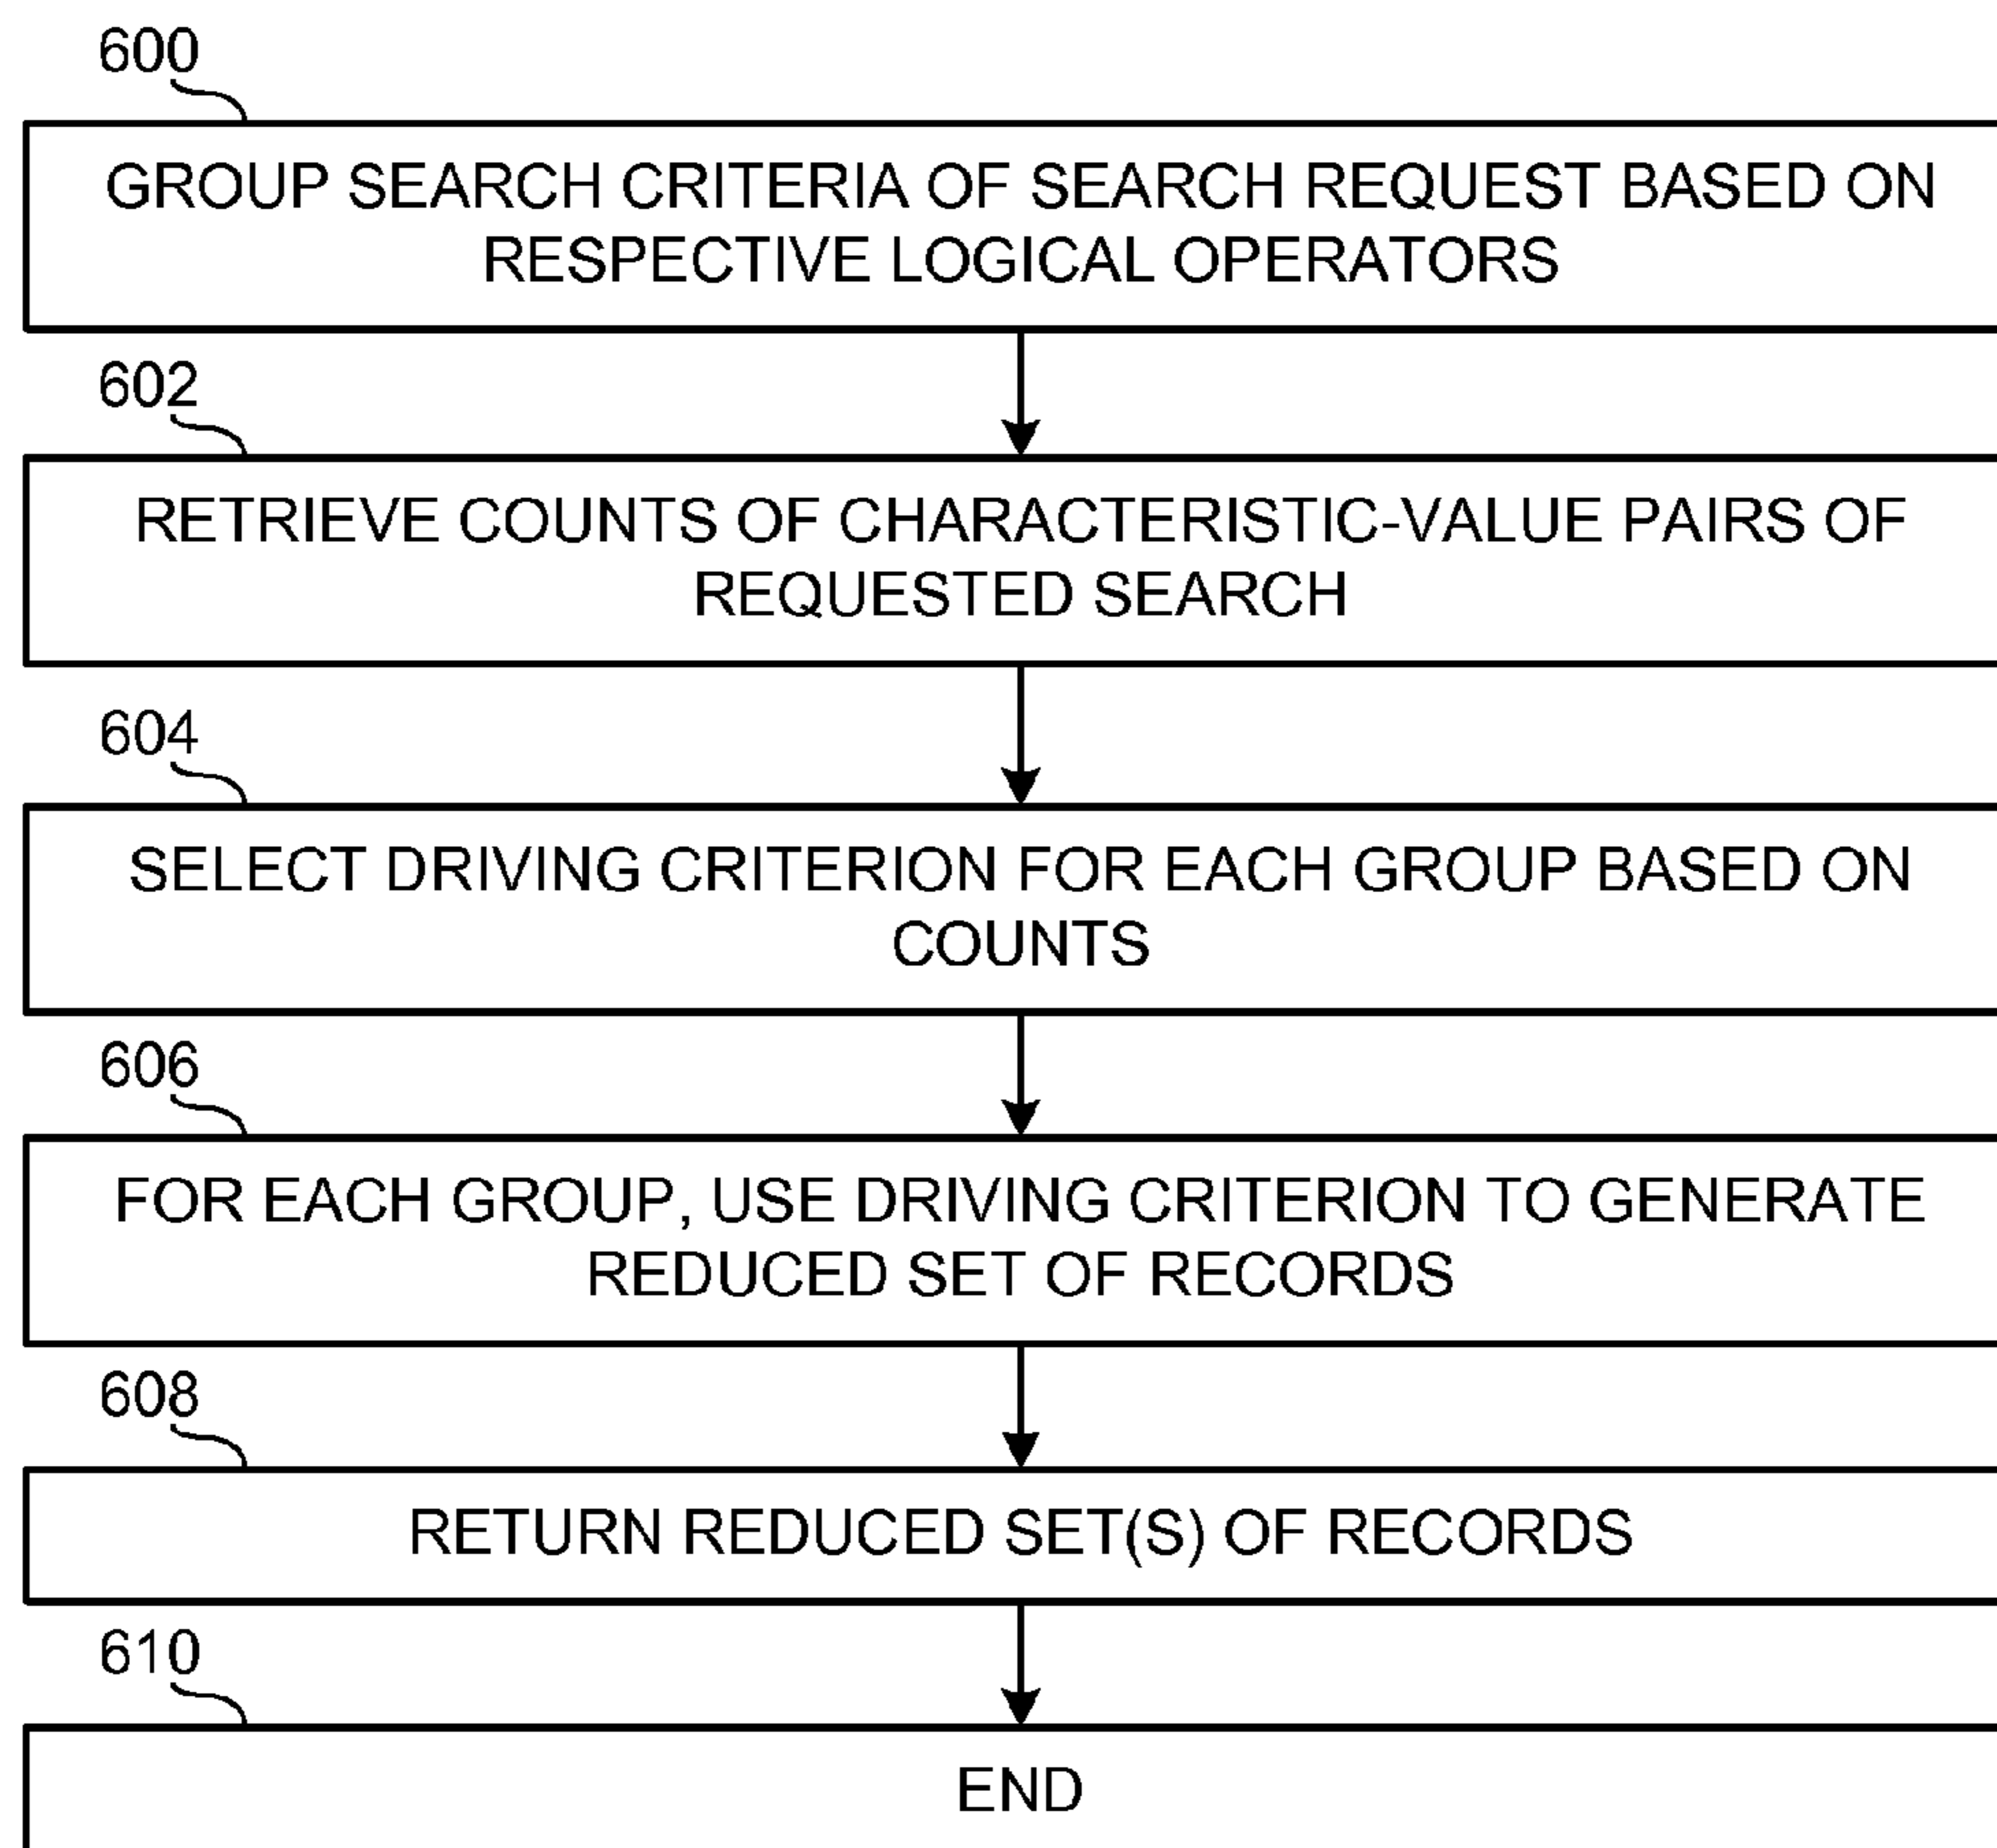 600
GROUP SEARCH CRITERIA OF SEARCH REQUEST BASED ON
RESPECTIVE LOGICAL OPERATORS
602
RETRIEVE COUNTS OF CHARACTERISTIC-VALUE PAIRS OF
REQUESTED SEARCH
604
SELECT DRIVING CRITERION FOR EACH GROUP BASED ON
COUNTS
606
FOR EACH GROUP, USE DRIVING CRITERION TO GENERATE
REDUCED SET OF RECORDS
608
RETURN REDUCED SET(S) OF RECORDS
610
END